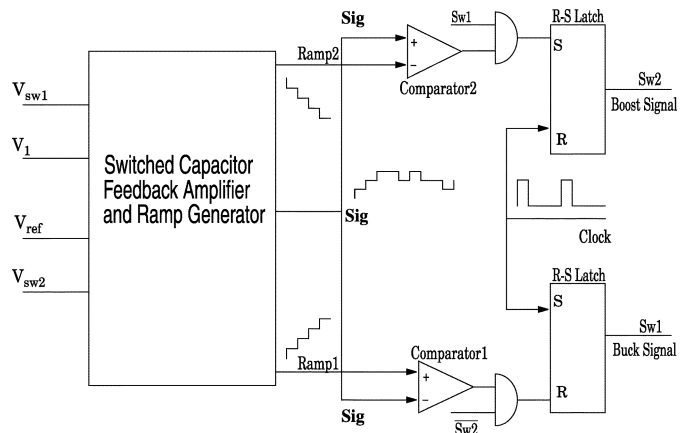 Sig
Sw1
R-S Latch
Ramp2
+
−
S
Comparator2
Sw2
Boost Signal
R
V_sw1
V_1
Switched Capacitor
Feedback Amplifier
and Ramp Generator
Sig
V_ref
Clock
V_sw2
R-S Latch
S
Comparator1
Sw1
Buck Signal
Ramp1
+
−
R
Sig
S̅w̅2̅